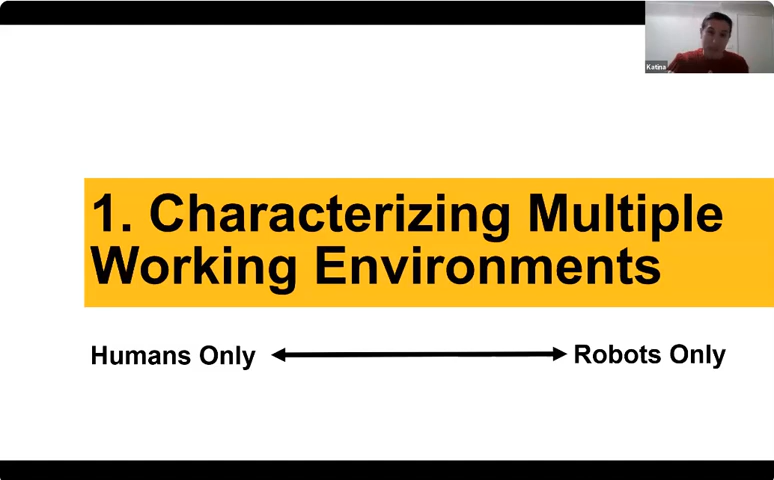 Katina
1. Characterizing Multiple
Working Environments
Humans Only Robots Only